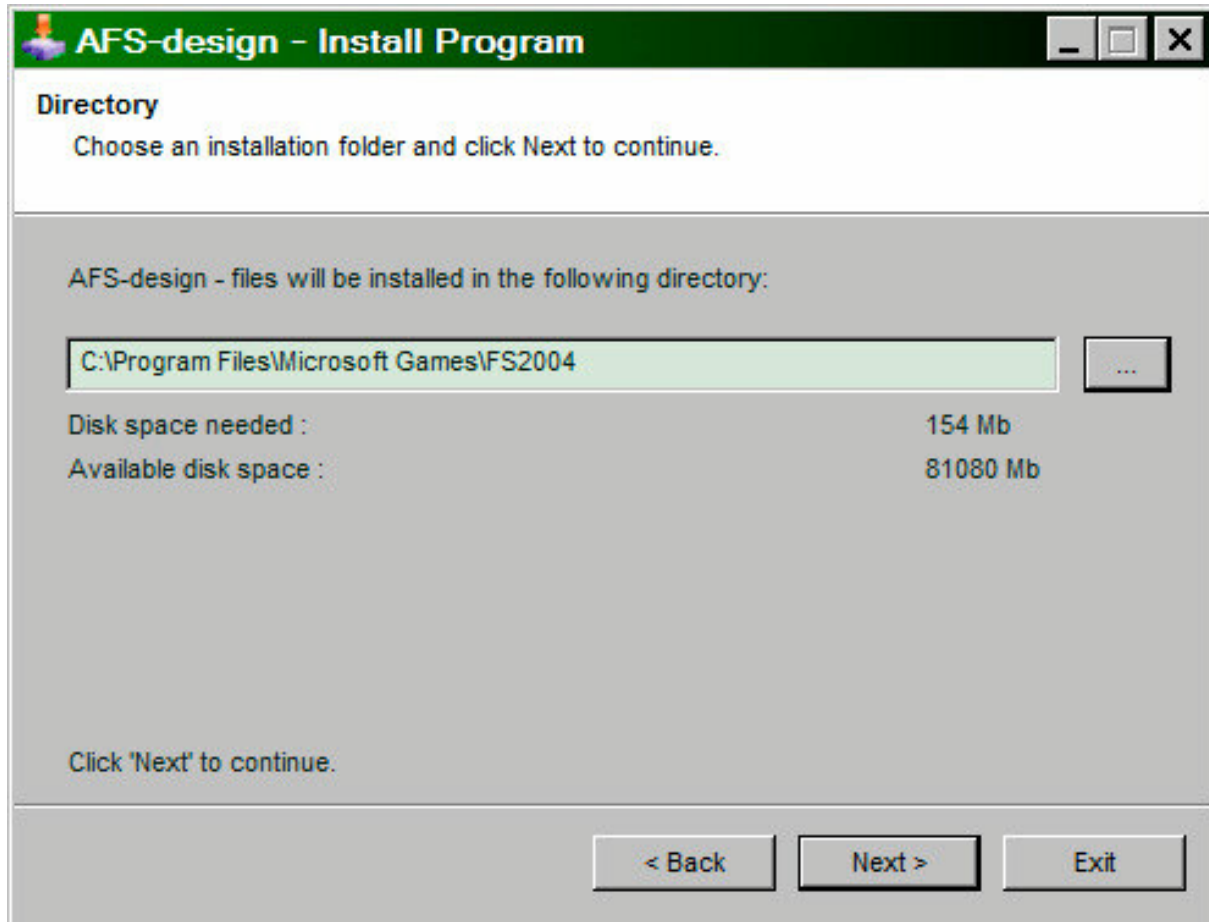 AFS-design - Install Program
Directory
Choose an installation folder and click Next to continue.
AFS-design - files will be installed in the following directory:
C:\Program Files\Microsoft Games\FS2004
...
Disk space needed : 154 Mb
Available disk space : 81080 Mb
Click 'Next' to continue.
< Back Next > Exit